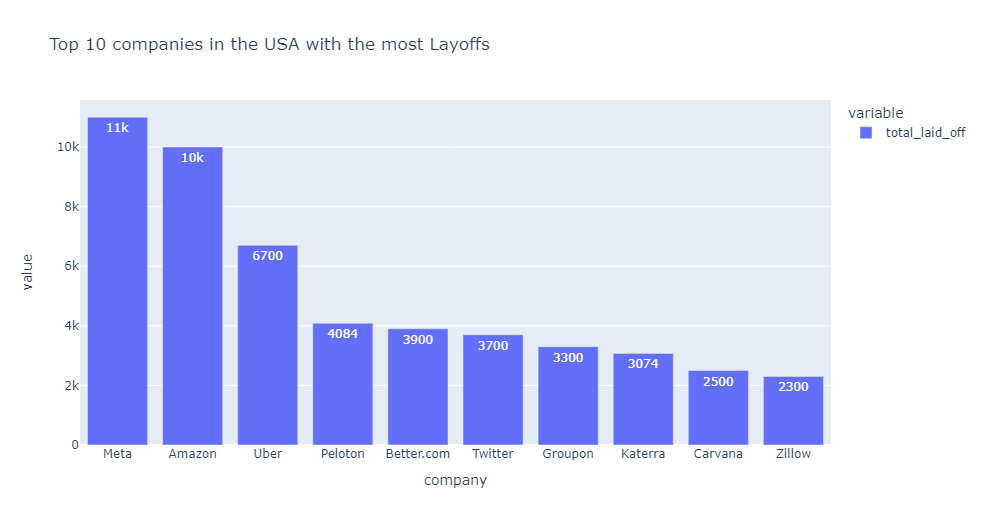 Top 10 companies in the USA with the most Layoffs
variable
total_laid_off
value
10k
8k
6k
4k
2k
0
11k
10k
6700
4084
3900
3700
3300
3074
2500
2300
Meta
Amazon
Uber
Peloton
Better.com
Twitter
Groupon
Katerra
Carvana
Zillow
company